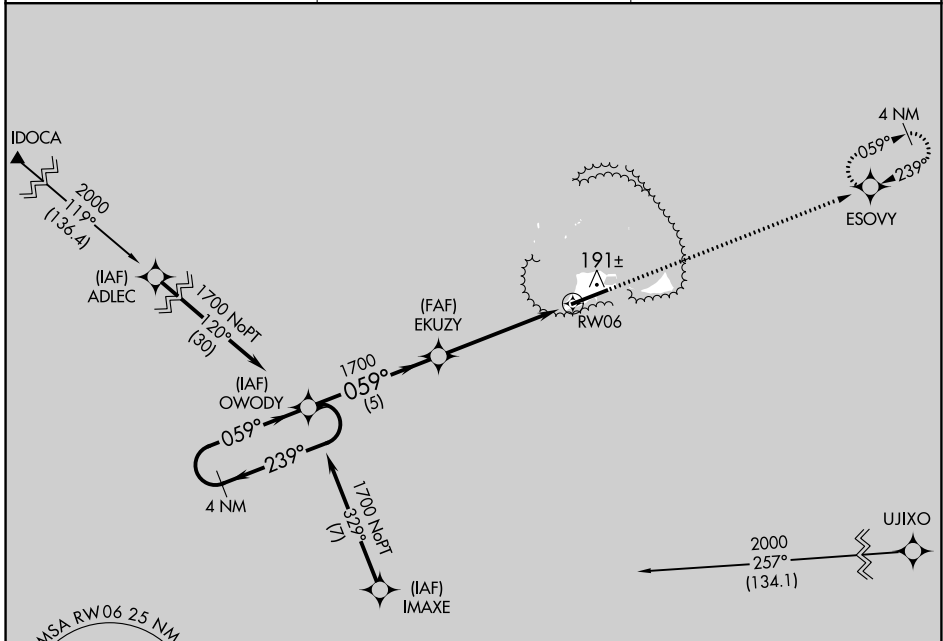 IDOCA
2000
119°
(136.4)
(IAF)
ADLEC
1700 NoPT
120°
(30)
(IAF)
OWODY
059°
239°
4 NM
1700
059°
(5)
(FAF)
EKUZY
191±
RW06
4 NM
059°
239°
ESOVY
1700 NoPT
329°
(7)
(IAF)
IMAXE
UJIXO
2000
257°
(134.1)
MSA RW06 25 NM